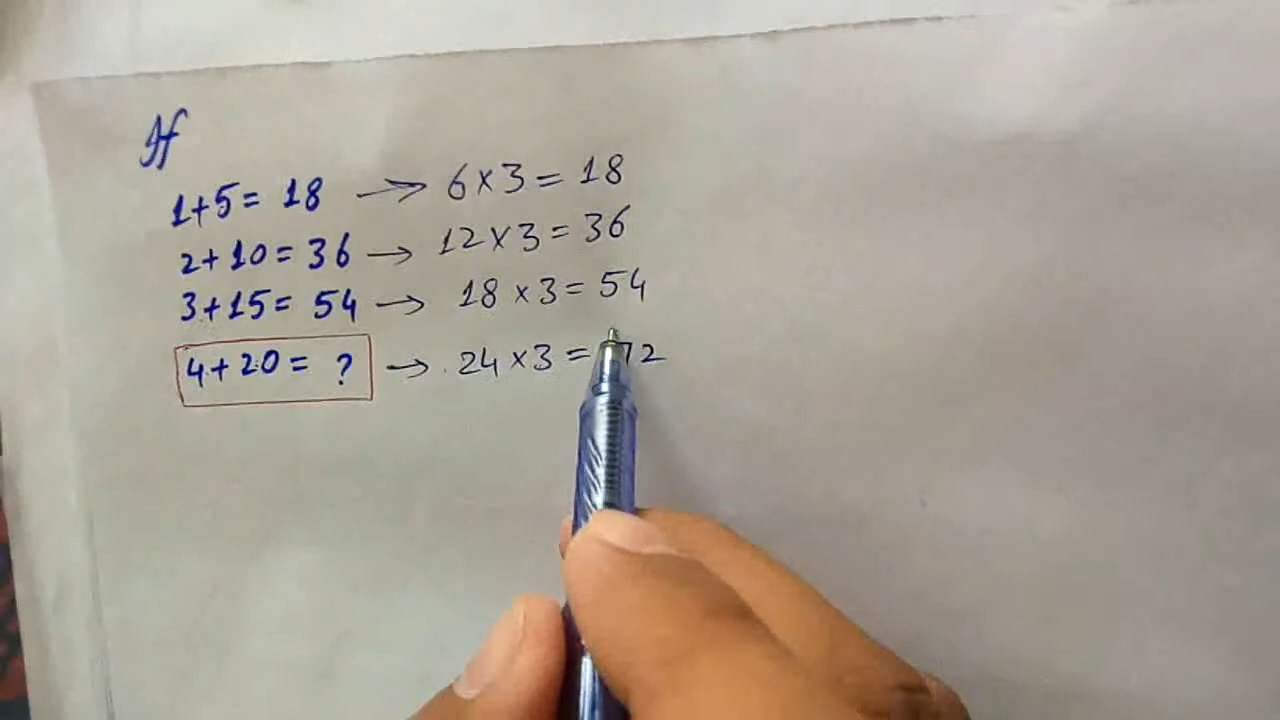 If
1+5= 18 → 6×3=18
2+10=36 → 12×3=36
3+15= 54 → 18×3=54
4+20= ? → 24×3=72